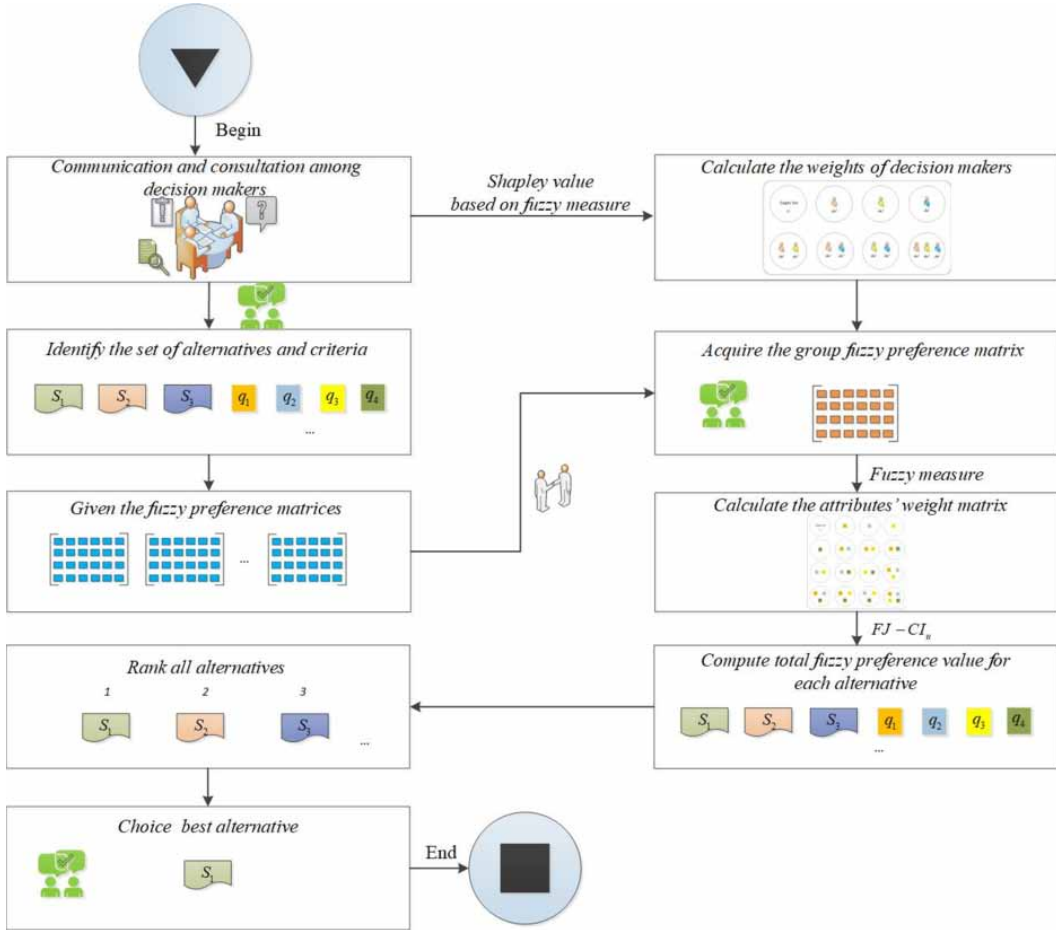 Begin
Communication and consultation among
decision makers
Shapley value
based on fuzzy measure
Calculate the weights of decision makers
Identify the set of alternatives and criteria
S1 S2 S3 q1 q2 q3 q4
...
Acquire the group fuzzy preference matrix
Given the fuzzy preference matrices
...
Fuzzy measure
Calculate the attributes' weight matrix
FJ − CI
Compute total fuzzy preference value for
each alternative
S1 S2 S3 q1 q2 q3 q4
...
Rank all alternatives
1 2 3
S1 S2 S3
...
Choice best alternative
S1
End